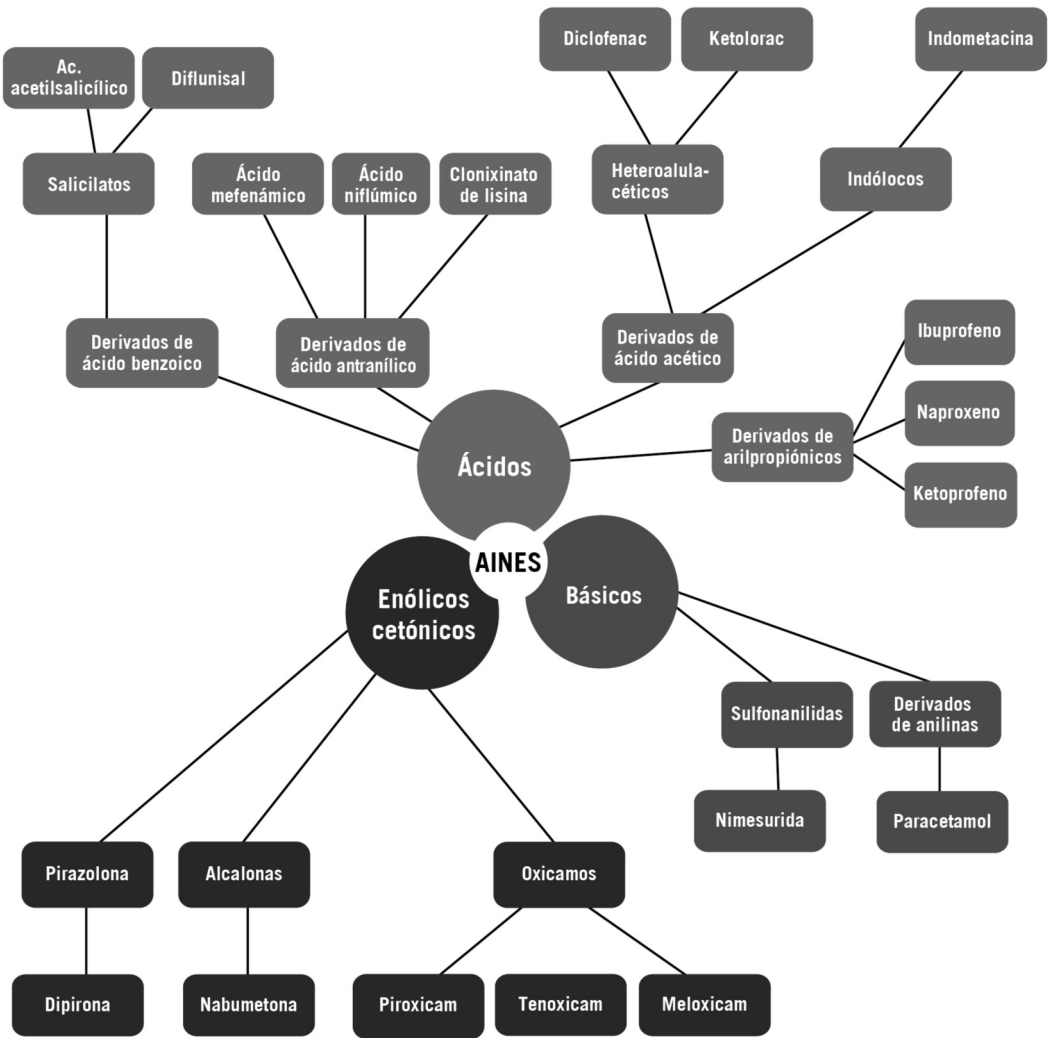 Diclofenac
Ketolorac
Indometacina
Ac.
acetilsalicílico
Diflunisal
Salicilatos
Ácido
mefenámico
Ácido
niflúmico
Clonixinato
de lisina
Heteroalula-
céticos
Indólocos
Derivados de
ácido benzoico
Derivados de
ácido antranílico
Derivados de
ácido acético
Ibuprofeno
Naproxeno
Derivados de
arilpropiónicos
Ketoprofeno
Ácidos
AINES
Enólicos
cetónicos
Básicos
Sulfonanilidas
Derivados
de anilinas
Nimesurida
Paracetamol
Pirazolona
Alcalonas
Oxicamos
Dipirona
Nabumetona
Piroxicam
Tenoxicam
Meloxicam